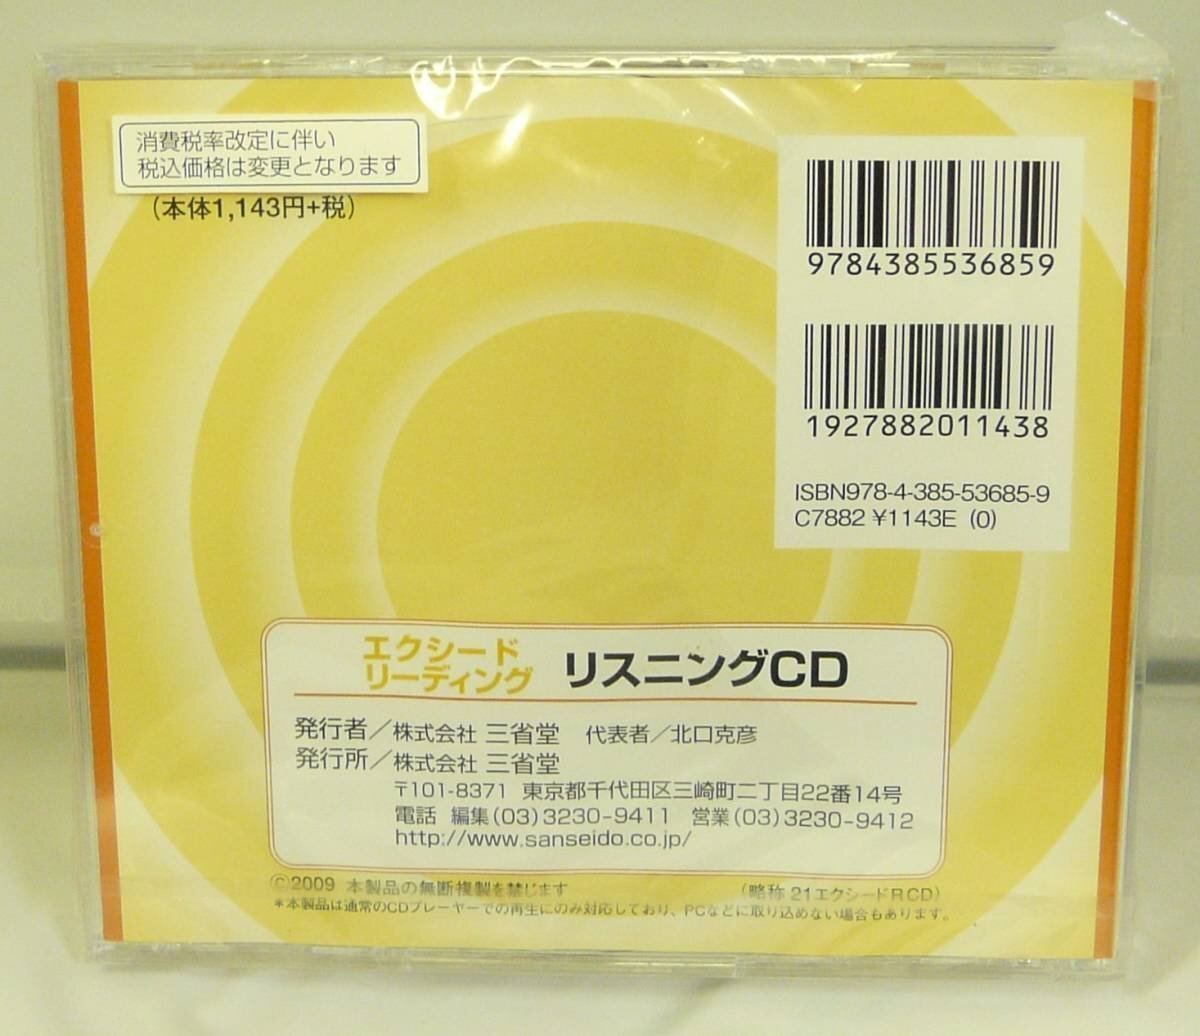 消費税率改定に伴い
税込価格は変更となります
(本体1,143円+税)
9784385536859
1927882011438
ISBN978-4-385-53685-9
C7882 ¥1143E (0)
エクシード
リーディング リスニングCD
発行者/株式会社 三省堂 代表者/北口克彦
発行所/株式会社 三省堂
〒101-8371 東京都千代田区三崎町二丁目22番14号
電話 編集(03)3230-9411 営業(03)3230-9412
http://www.sanseido.co.jp/
©2009 本製品の無断複製を禁じます (略称 21エクシードR CD)
*本製品は通常のCDプレーヤーでの再生にのみ対応しており、PCなどに取り込めない場合もあります。